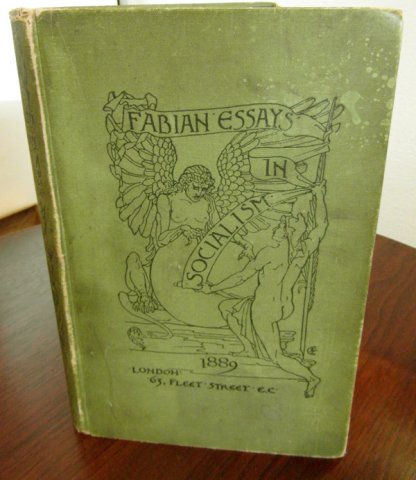 FABIAN ESSAYS
IN
SOCIALISM
1889
LONDON
63, FLEET STREET E.C